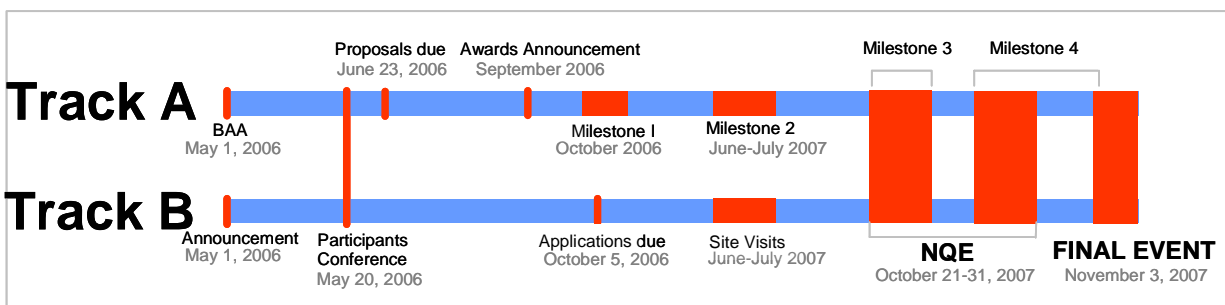 Milestone 3
Milestone 4
Proposals due
June 23, 2006
Awards Announcement
September 2006
Track A
BAA
May 1, 2006
Milestone I
October 2006
Milestone 2
June-July 2007
Track B
Announcement
May 1, 2006
Participants
Conference
May 20, 2006
Applications due
October 5, 2006
Site Visits
June-July 2007
NQE
October 21-31, 2007
FINAL EVENT
November 3, 2007